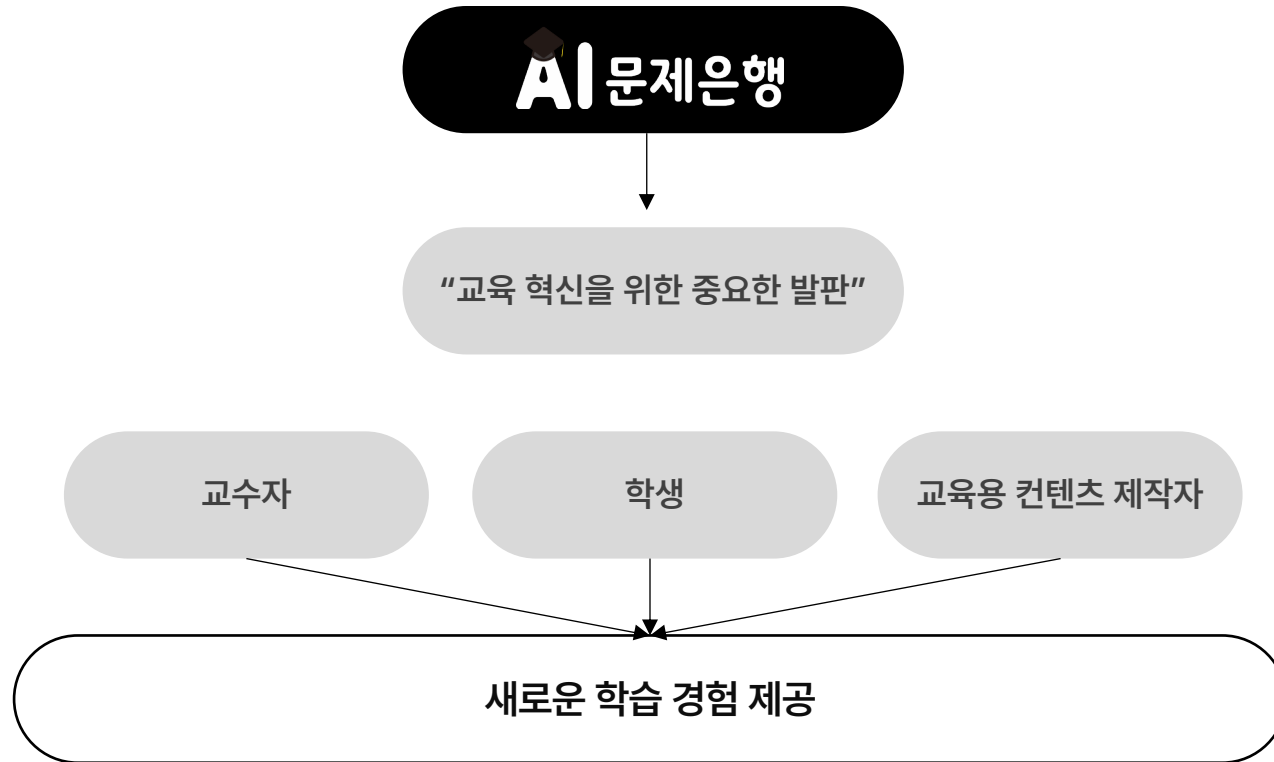 AI 문제은행
“교육 혁신을 위한 중요한 발판”
교수자
학생
교육용 컨텐츠 제작자
새로운 학습 경험 제공